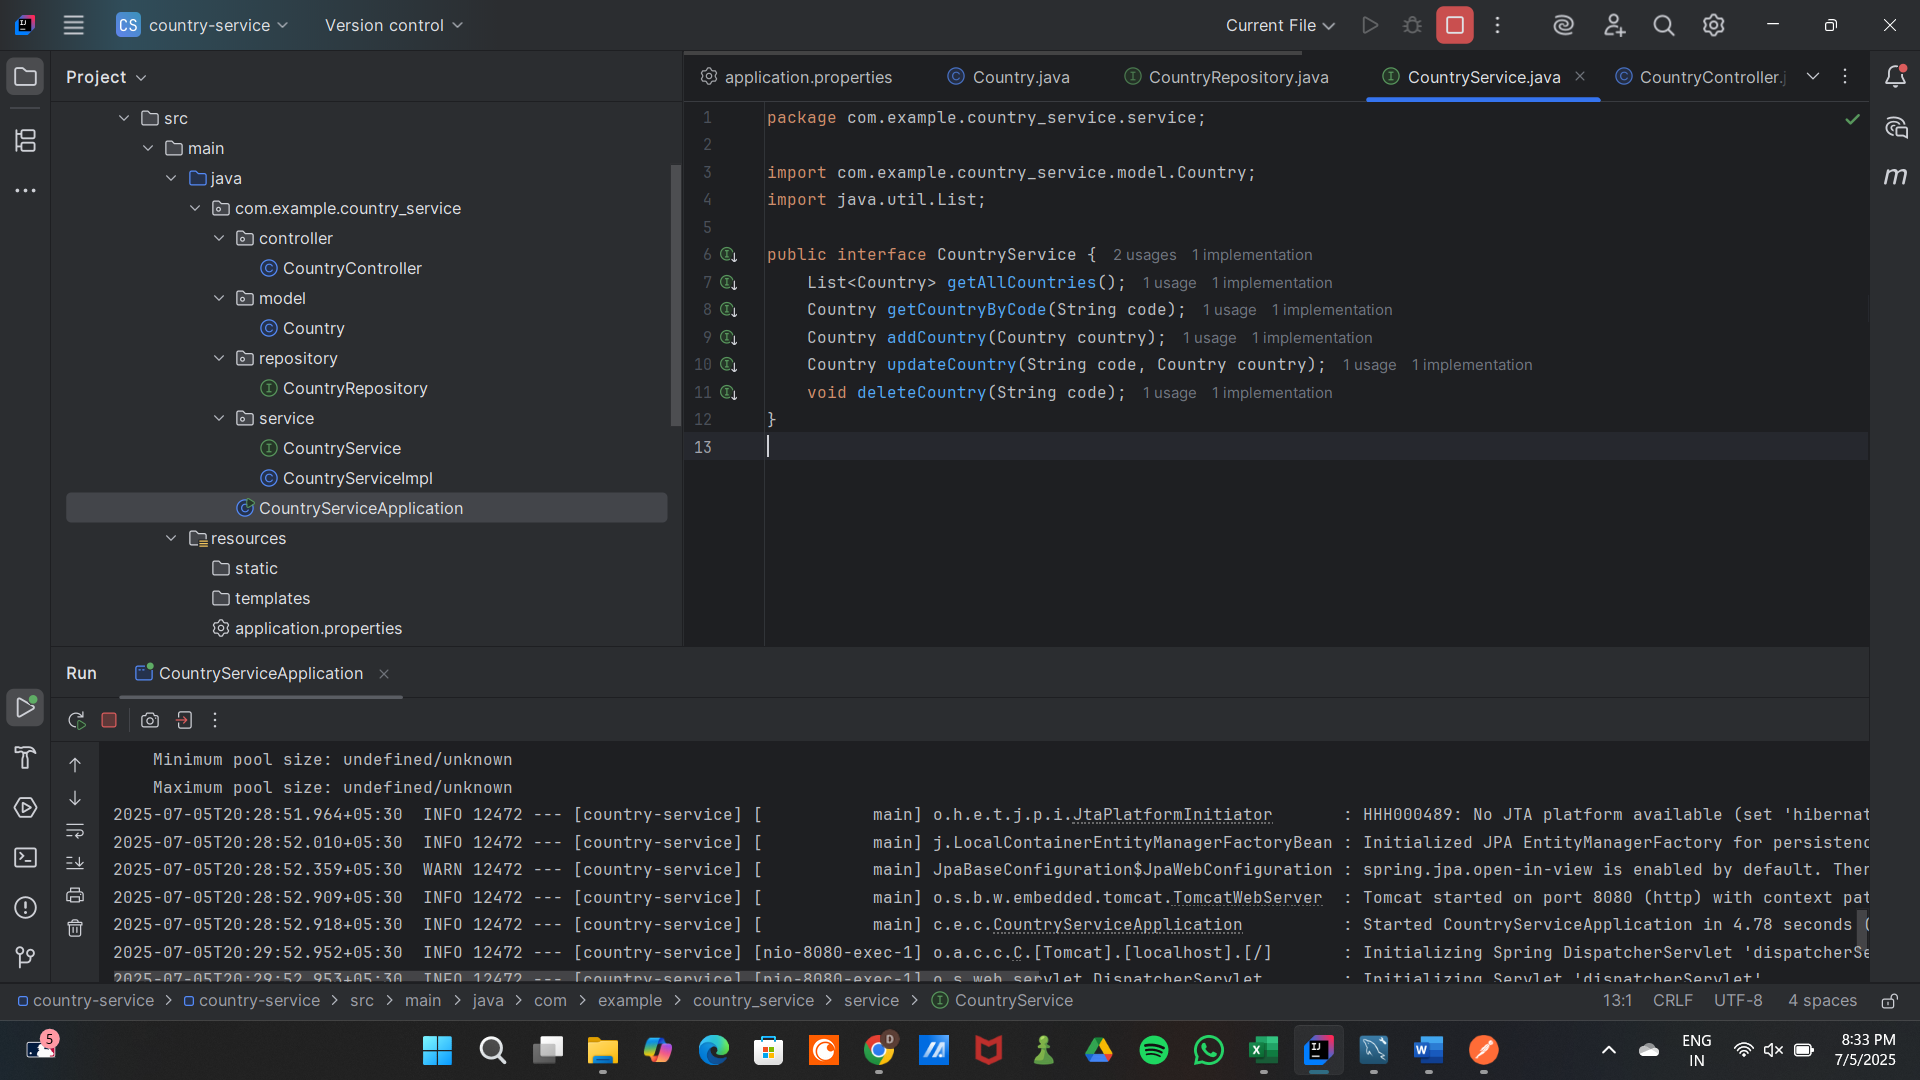 CS country-service Version control Current File
Project
application.properties Country.java CountryRepository.java CountryService.java CountryController.j
src
main
java
com.example.country_service
controller
CountryController
model
Country
repository
CountryRepository
service
CountryService
CountryServiceImpl
CountryServiceApplication
resources
static
templates
application.properties
1 package com.example.country_service.service;
2
3 import com.example.country_service.model.Country;
4 import java.util.List;
5
6 public interface CountryService { 2 usages 1 implementation
7 List<Country> getAllCountries(); 1 usage 1 implementation
8 Country getCountryByCode(String code); 1 usage 1 implementation
9 Country addCountry(Country country); 1 usage 1 implementation
10 Country updateCountry(String code, Country country); 1 usage 1 implementation
11 void deleteCountry(String code); 1 usage 1 implementation
12 }
13
Run CountryServiceApplication
Minimum pool size: undefined/unknown
Maximum pool size: undefined/unknown
2025-07-05T20:28:51.964+05:30 INFO 12472 --- [country-service] [ main] o.h.e.t.j.p.i.JtaPlatformInitiator : HHH000489: No JTA platform available (set 'hibernat
2025-07-05T20:28:52.010+05:30 INFO 12472 --- [country-service] [ main] j.LocalContainerEntityManagerFactoryBean : Initialized JPA EntityManagerFactory for persistenc
2025-07-05T20:28:52.359+05:30 WARN 12472 --- [country-service] [ main] JpaBaseConfiguration$JpaWebConfiguration : spring.jpa.open-in-view is enabled by default. Ther
2025-07-05T20:28:52.909+05:30 INFO 12472 --- [country-service] [ main] o.s.b.w.embedded.tomcat.TomcatWebServer : Tomcat started on port 8080 (http) with context pat
2025-07-05T20:28:52.918+05:30 INFO 12472 --- [country-service] [ main] c.e.c.CountryServiceApplication : Started CountryServiceApplication in 4.78 seconds (
2025-07-05T20:29:52.952+05:30 INFO 12472 --- [country-service] [nio-8080-exec-1] o.a.c.c.C.[Tomcat].[localhost].[/] : Initializing Spring DispatcherServlet 'dispatcherSe
2025-07-05T20:29:52.953+05:30 INFO 12472 --- [country-service] [nio-8080-exec-1] o.s.web.servlet.DispatcherServlet : Initializing Servlet 'dispatcherServlet'
country-service > country-service > src > main > java > com > example > country_service > service > CountryService 13:1 CRLF UTF-8 4 spaces
5
ENG
IN
8:33 PM
7/5/2025